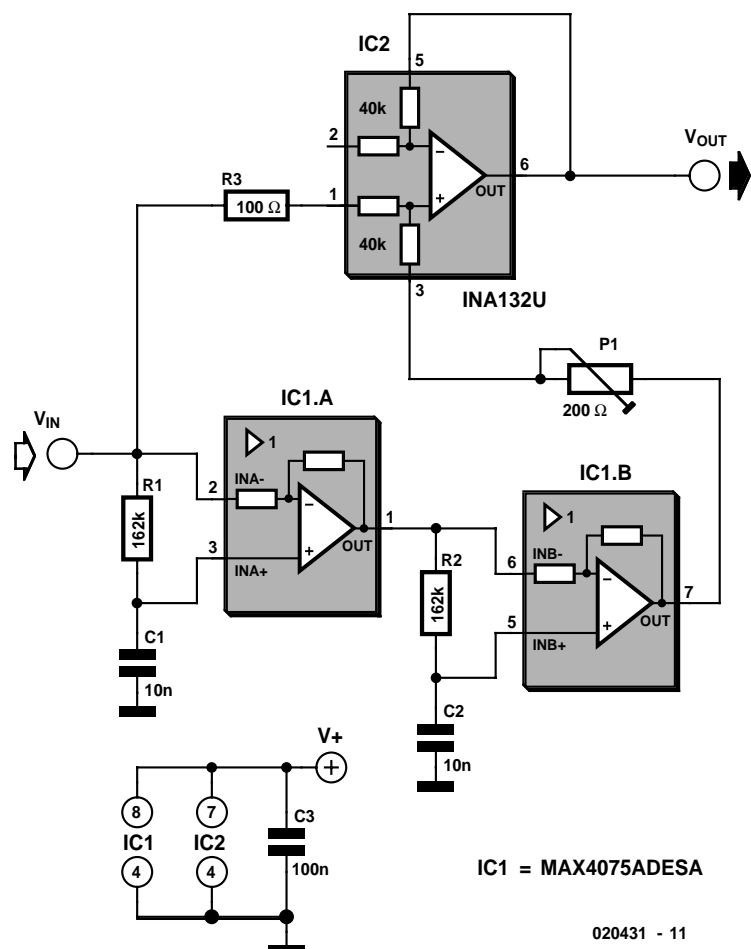 IC2
5
40k
2
6
VOUT
OUT
R3
100 Ω
1
40k
3
INA132U
P1
200 Ω
VIN
IC1.A
1
R1
162k
2
INA-
1
3
INA+
OUT
IC1.B
1
R2
162k
6
INB-
7
5
INB+
OUT
C1
10n
C2
10n
V+
8
7
C3
IC1
IC2
4
4
100n
IC1 = MAX4075ADESA
020431 - 11